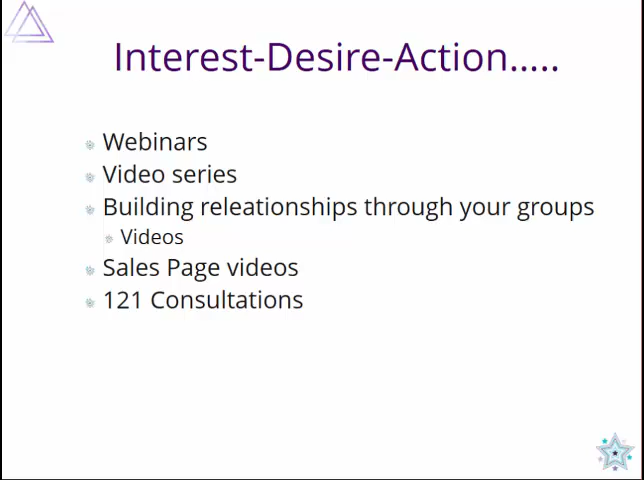 Interest-Desire-Action.....
Webinars
Video series
Building releationships through your groups
Videos
Sales Page videos
121 Consultations